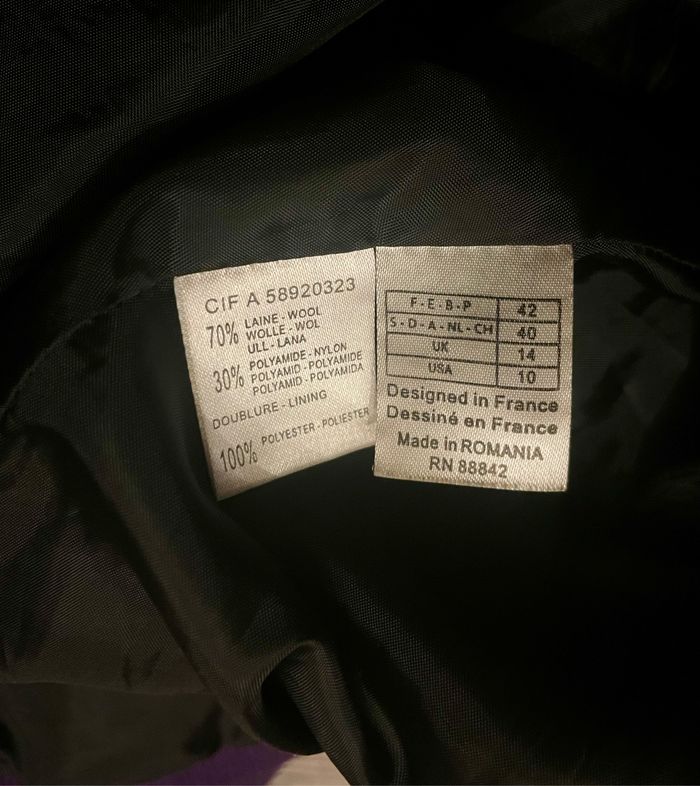 CIF A 58920323
70% LAINE - WOOL
WOLLE - WOL
ULL - LANA
30% POLYAMIDE - NYLON
POLYAMID - POLYAMIDE
POLYAMID - POLYAMIDA
DOUBLURE - LINING
100% POLYESTER - POLIESTER
F - E - B - P 42
S - D - A - NL - CH 40
UK 14
USA 10
Designed in France
Dessiné en France
Made in ROMANIA
RN 88842